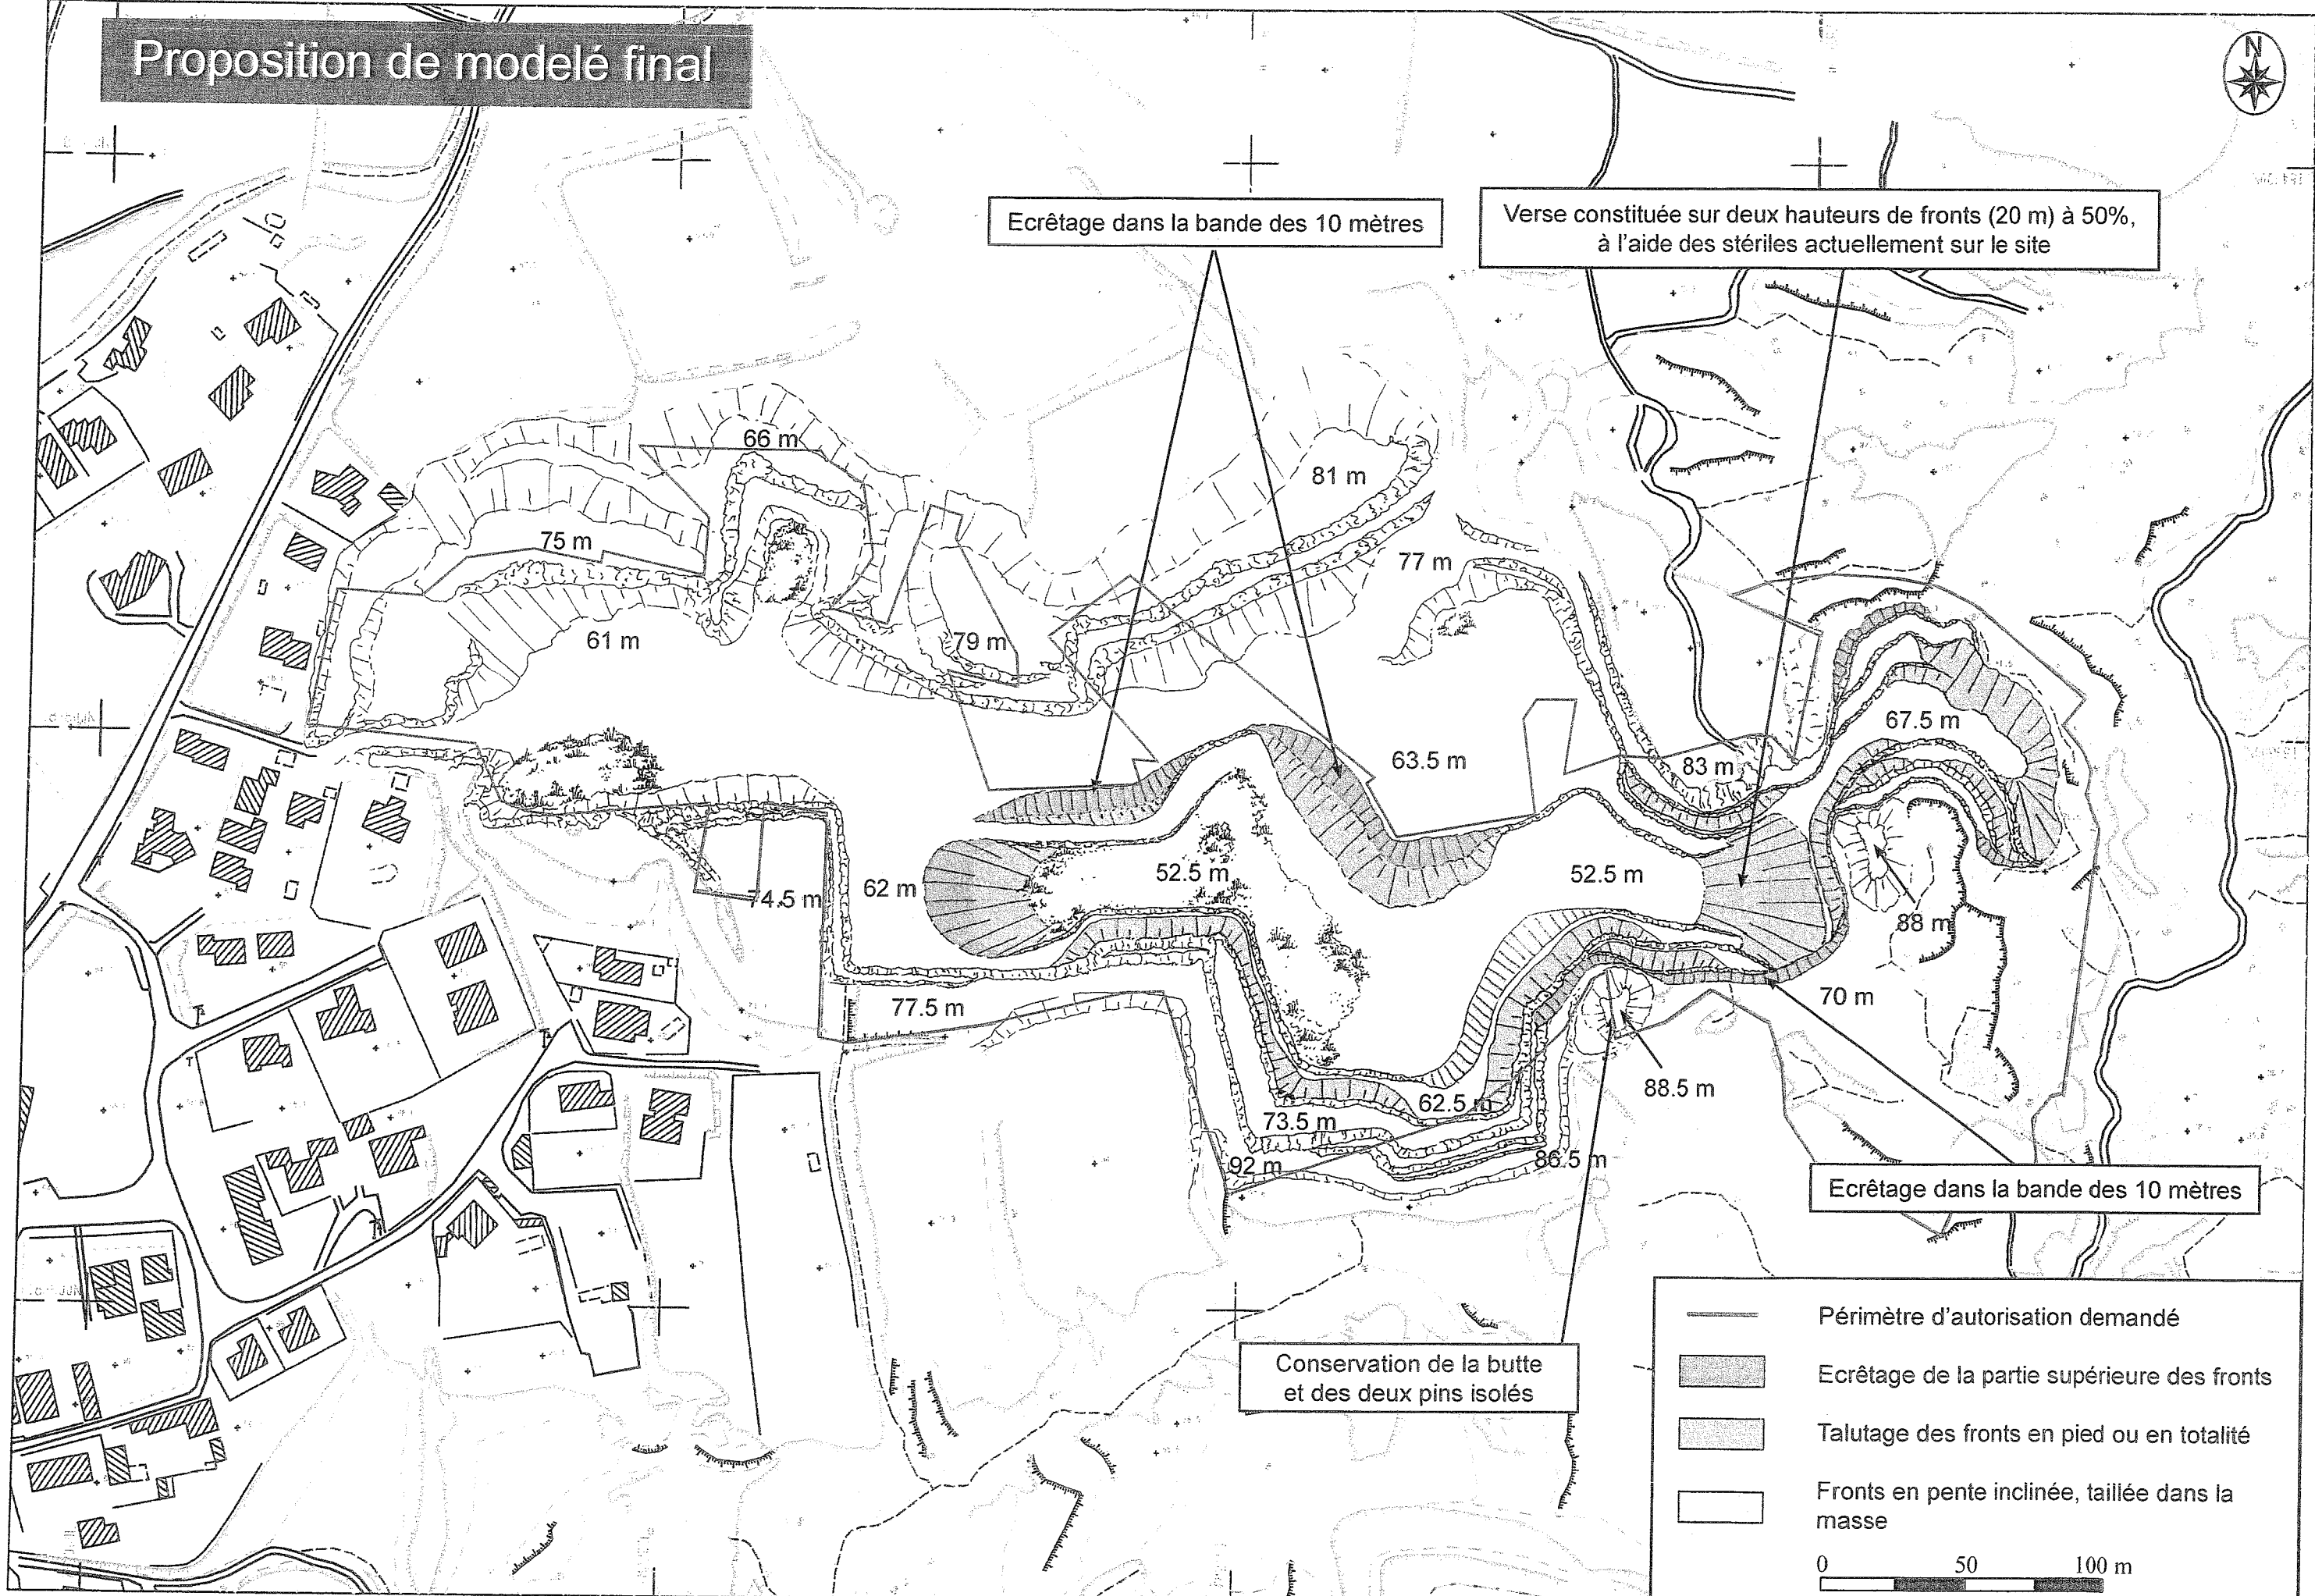 Proposition de modelé final
N
Ecrêtage dans la bande des 10 mètres
Verse constituée sur deux hauteurs de fronts (20 m) à 50%,
à l'aide des stériles actuellement sur le site
66 m
81 m
75 m
77 m
61 m
79 m
67.5 m
63.5 m
83 m
52.5 m
52.5 m
62 m
74.5 m
88 m
77.5 m
70 m
88.5 m
62.5 m
73.5 m
92 m
86.5 m
Ecrêtage dans la bande des 10 mètres
Conservation de la butte
et des deux pins isolés
Périmètre d'autorisation demandé
Ecrêtage de la partie supérieure des fronts
Talutage des fronts en pied ou en totalité
Fronts en pente inclinée, taillée dans la
masse
0 50 100 m